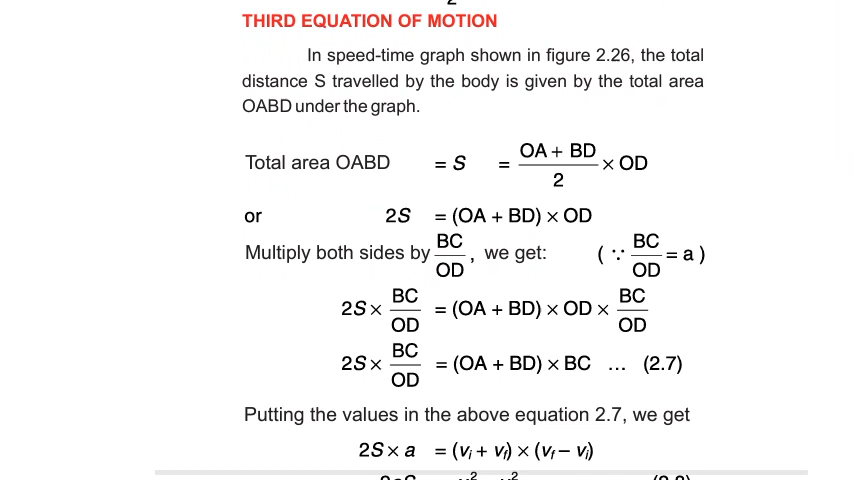 2
THIRD EQUATION OF MOTION
In speed-time graph shown in figure 2.26, the total
distance S travelled by the body is given by the total area
OABD under the graph.
Total area OABD = S = (OA + BD)/2 × OD
or 2S = (OA + BD) × OD
Multiply both sides by BC/OD , we get: ( ∵ BC/OD = a )
2S × BC/OD = (OA + BD) × OD × BC/OD
2S × BC/OD = (OA + BD) × BC ... (2.7)
Putting the values in the above equation 2.7, we get
2S × a = (vᵢ + v_f) × (v_f – vᵢ)